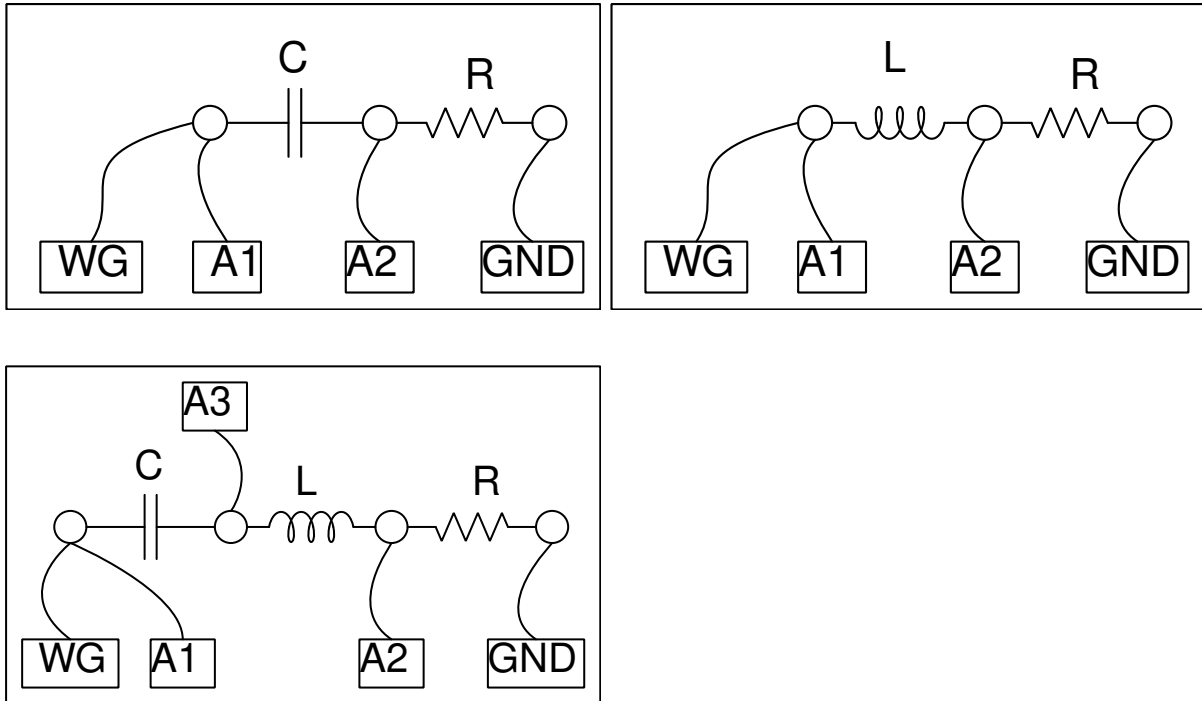 C R
WG A1 A2 GND
L R
WG A1 A2 GND
A3
C L R
WG A1 A2 GND